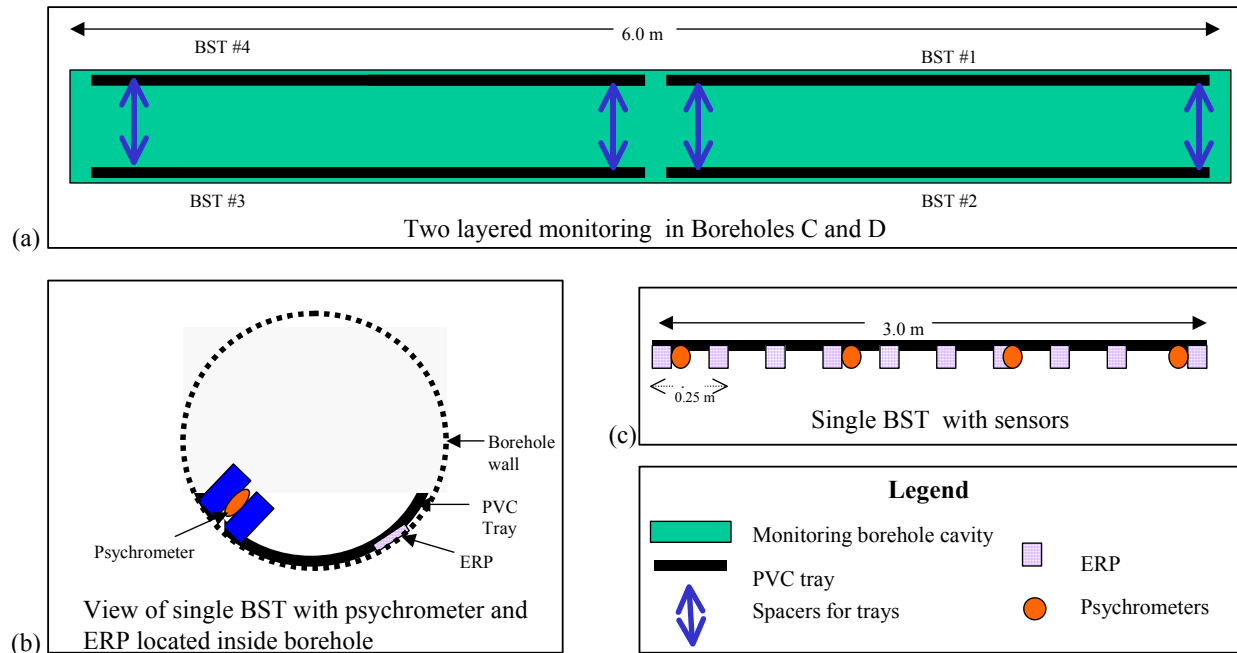 6.0 m
BST #4
BST #1
BST #3
BST #2
Two layered monitoring in Boreholes C and D
(a)
Borehole
wall
PVC
Tray
Psychrometer
ERP
View of single BST with psychrometer and
ERP located inside borehole
(b)
3.0 m
0.25 m
Single BST with sensors
(c)
Legend
Monitoring borehole cavity
ERP
PVC tray
Spacers for trays
Psychrometers